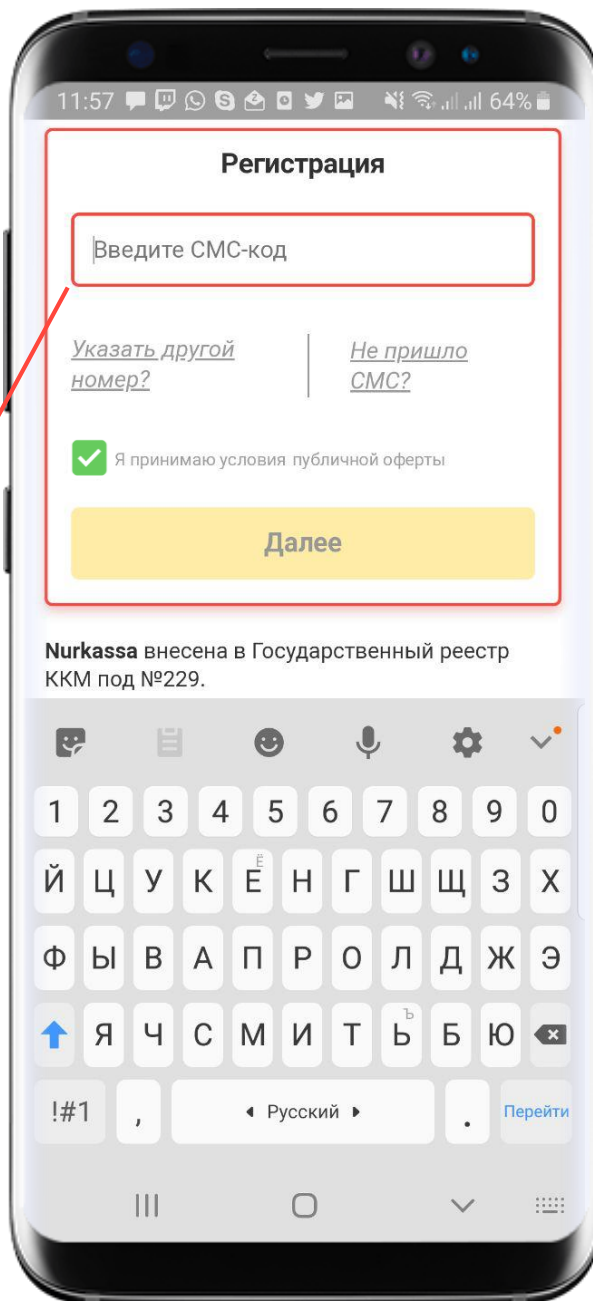 11:57 64%
Регистрация
Введите СМС-код
Указать другой
номер?
Не пришло
СМС?
Я принимаю условия публичной оферты
Далее
Nurkassa внесена в Государственный реестр
ККМ под №229.
1 2 3 4 5 6 7 8 9 0
Й Ц У К Е Ё Н Г Ш Щ З Х
Ф Ы В А П Р О Л Д Ж Э
Я Ч С М И Т Ь Ъ Б Ю
!#1 , Русский . Перейти